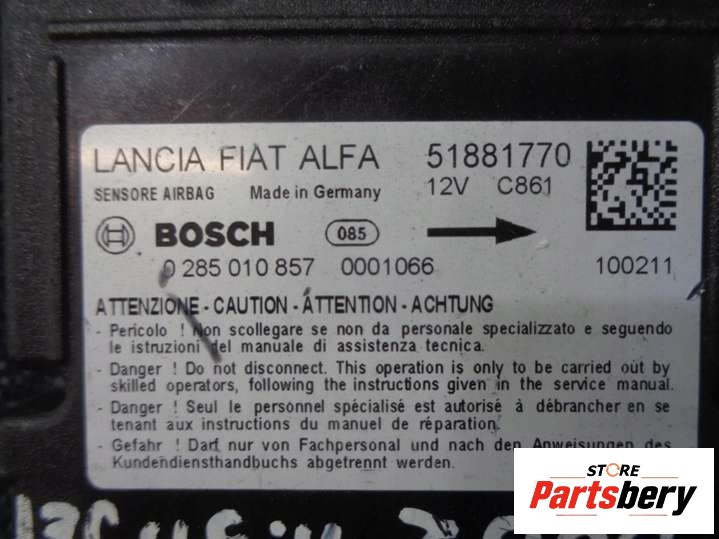 LANCIA FIAT ALFA 51881770
SENSORE AIRBAG Made in Germany 12V C861
BOSCH 085
0 285 010 857 0001066 100211
ATTENZIONE - CAUTION - ATTENTION - ACHTUNG
- Pericolo ! Non scollegare se non da personale specializzato e seguendo
le istruzioni del manuale di assistenza tecnica.
- Danger ! Do not disconnect. This operation is only to be carried out by
skilled operators, following the instructions given in the service manual.
- Danger ! Seul le personnel spécialisé est autorisé à débrancher en se
tenant aux instructions du manuel de réparation.
- Gefahr ! Darf nur von Fachpersonal und nach den Anweisungen des
Kundendiensthandbuchs abgetrennt werden.
STORE
Partsbery